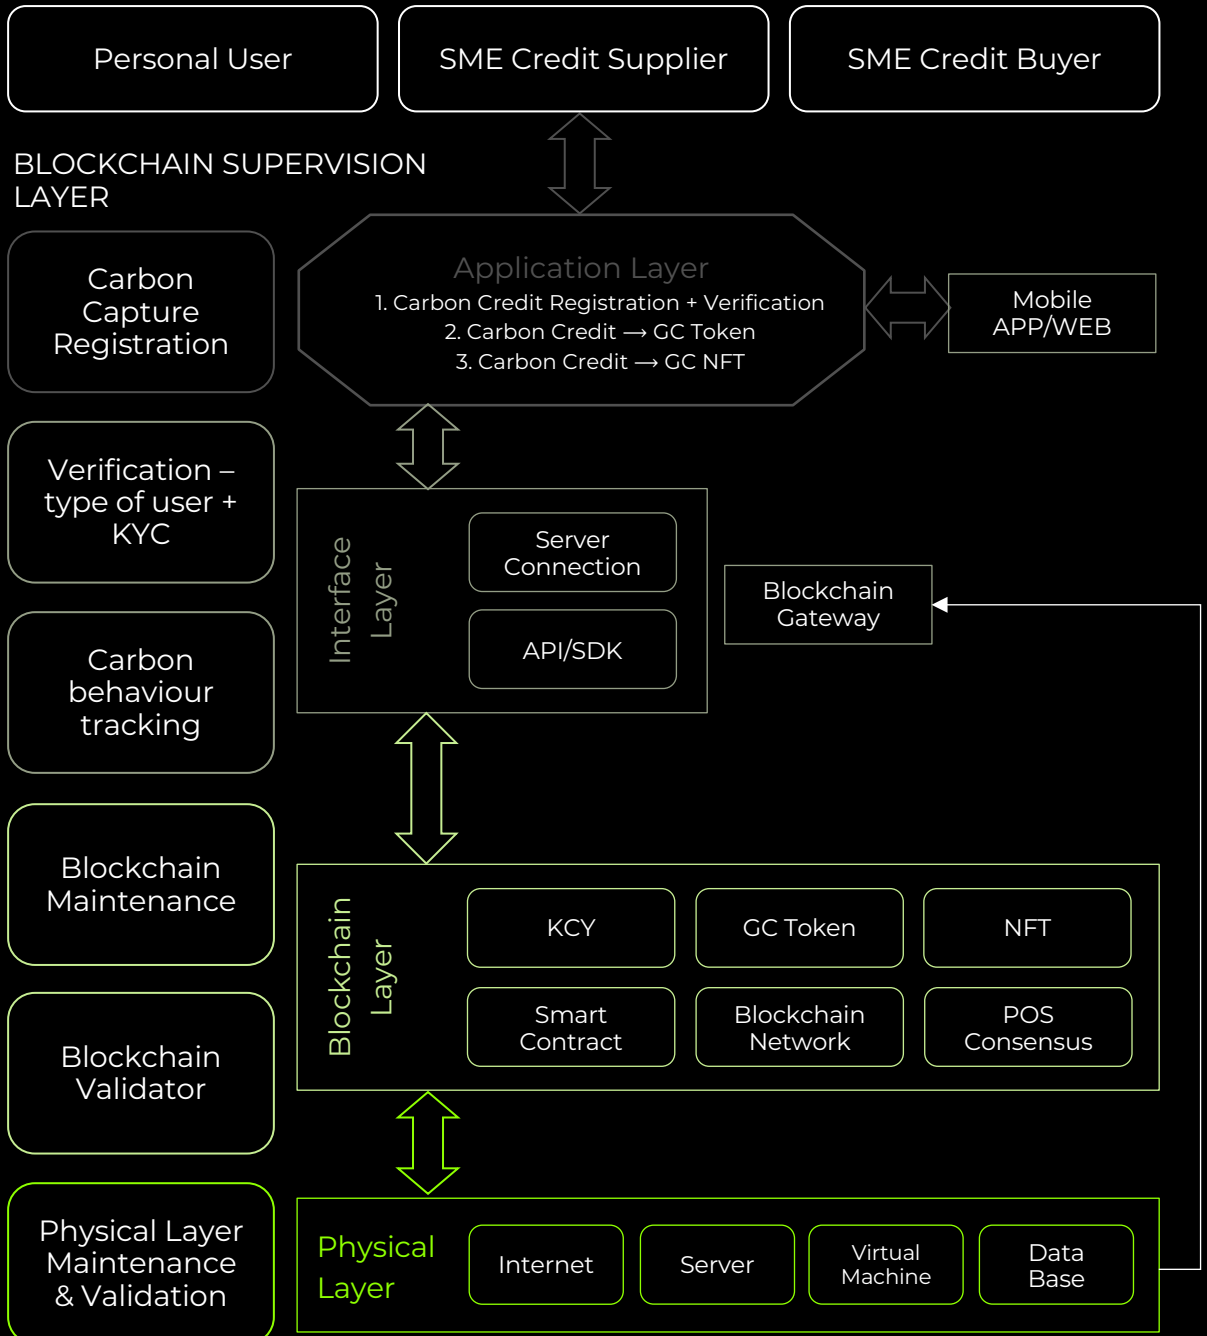 Personal User
SME Credit Supplier
SME Credit Buyer
BLOCKCHAIN SUPERVISION
LAYER
Carbon
Capture
Registration
Application Layer
1. Carbon Credit Registration + Verification
2. Carbon Credit → GC Token
3. Carbon Credit → GC NFT
Mobile
APP/WEB
Verification –
type of user +
KYC
Interface
Layer
Server
Connection
API/SDK
Blockchain
Gateway
Carbon
behaviour
tracking
Blockchain
Maintenance
Blockchain
Layer
KCY
GC Token
NFT
Smart
Contract
Blockchain
Network
POS
Consensus
Blockchain
Validator
Physical Layer
Maintenance
& Validation
Physical
Layer
Internet
Server
Virtual
Machine
Data
Base